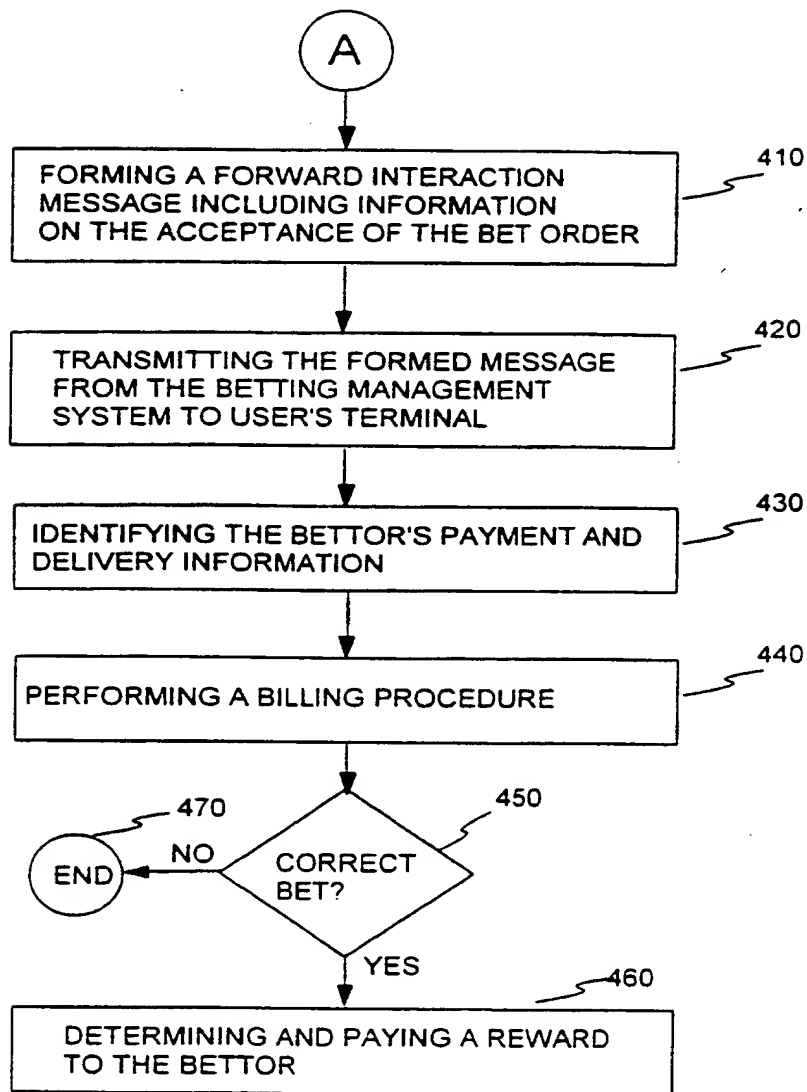 A
410
FORMING A FORWARD INTERACTION
MESSAGE INCLUDING INFORMATION
ON THE ACCEPTANCE OF THE BET ORDER
420
TRANSMITTING THE FORMED MESSAGE
FROM THE BETTING MANAGEMENT
SYSTEM TO USER'S TERMINAL
430
IDENTIFYING THE BETTOR'S PAYMENT AND
DELIVERY INFORMATION
440
PERFORMING A BILLING PROCEDURE
470
450
END
NO
CORRECT
BET?
YES
460
DETERMINING AND PAYING A REWARD
TO THE BETTOR